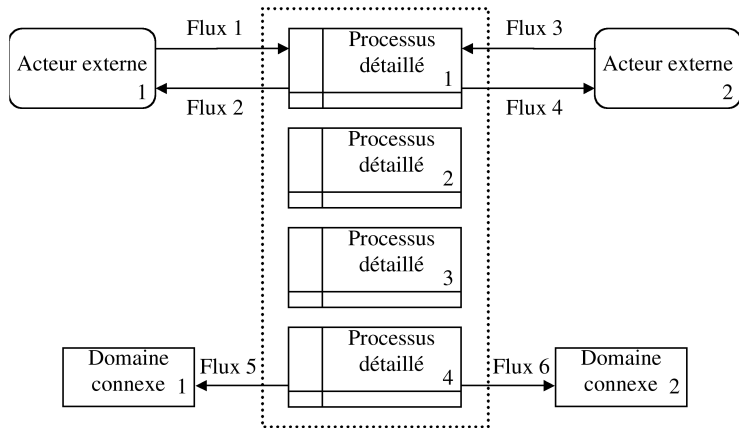 Flux 1
Acteur externe
1
Flux 2
Processus
détaillé
1
Flux 3
Acteur externe
2
Flux 4
Processus
détaillé
2
Processus
détaillé
3
Processus
détaillé
4
Domaine
connexe 1
Flux 5
Flux 6
Domaine
connexe 2